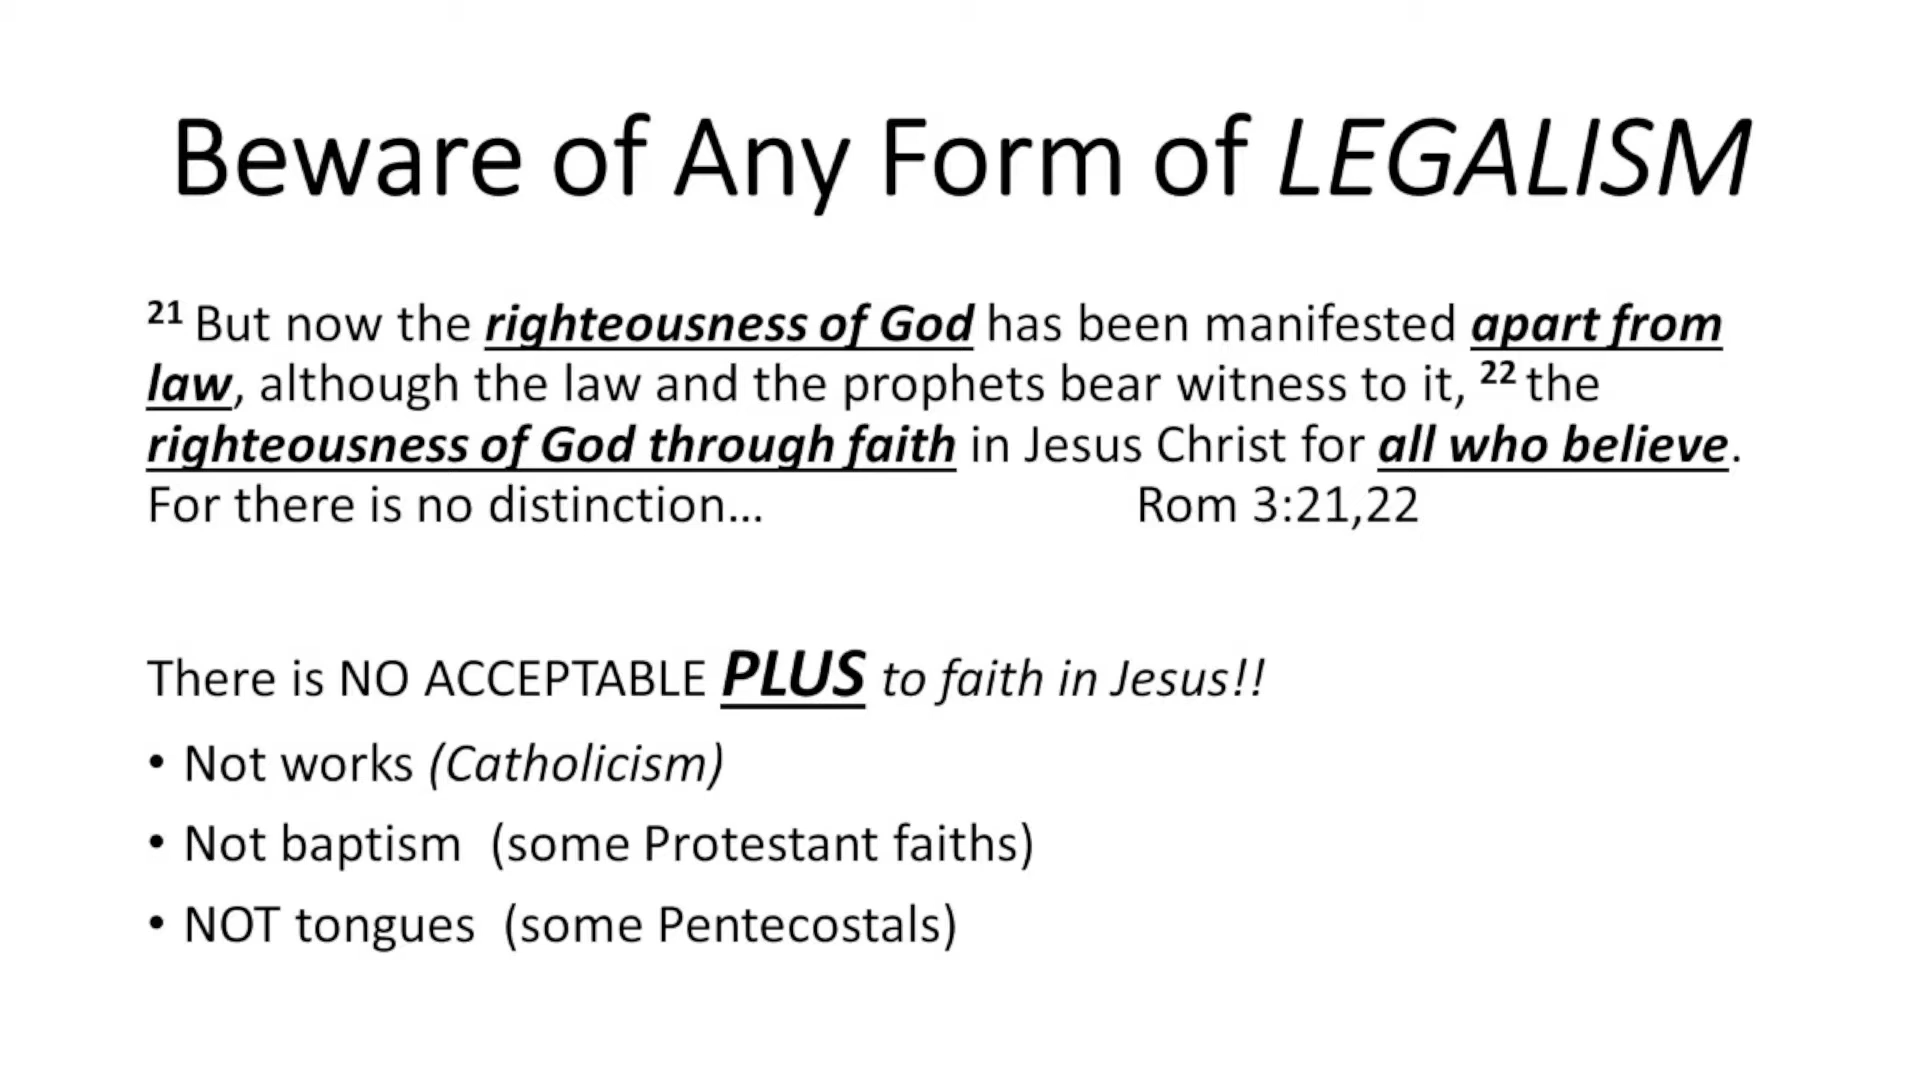 Beware of Any Form of LEGALISM
21 But now the righteousness of God has been manifested apart from
law, although the law and the prophets bear witness to it, 22 the
righteousness of God through faith in Jesus Christ for all who believe.
For there is no distinction… Rom 3:21,22
There is NO ACCEPTABLE PLUS to faith in Jesus!!
• Not works (Catholicism)
• Not baptism (some Protestant faiths)
• NOT tongues (some Pentecostals)